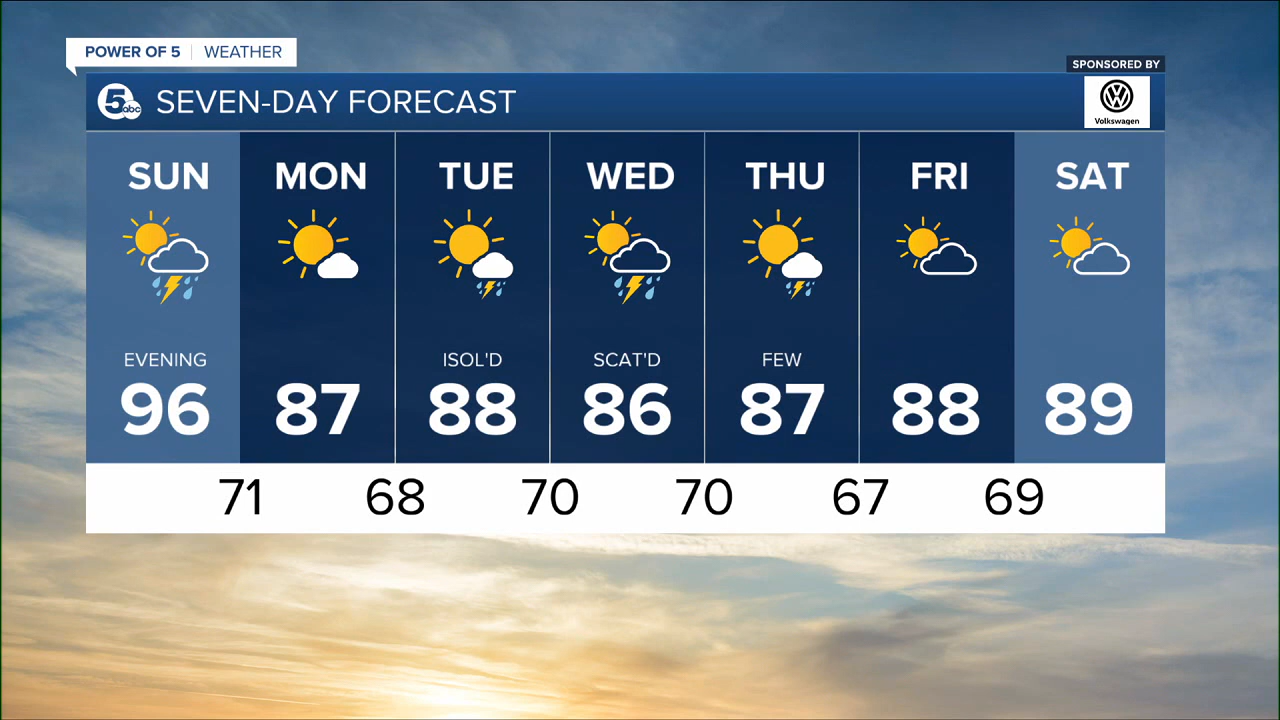 POWER OF 5 | WEATHER
SPONSORED BY
5 abc SEVEN-DAY FORECAST
Volkswagen
SUN MON TUE WED THU FRI SAT
EVENING ISOL'D SCAT'D FEW
96 87 88 86 87 88 89
71 68 70 70 67 69